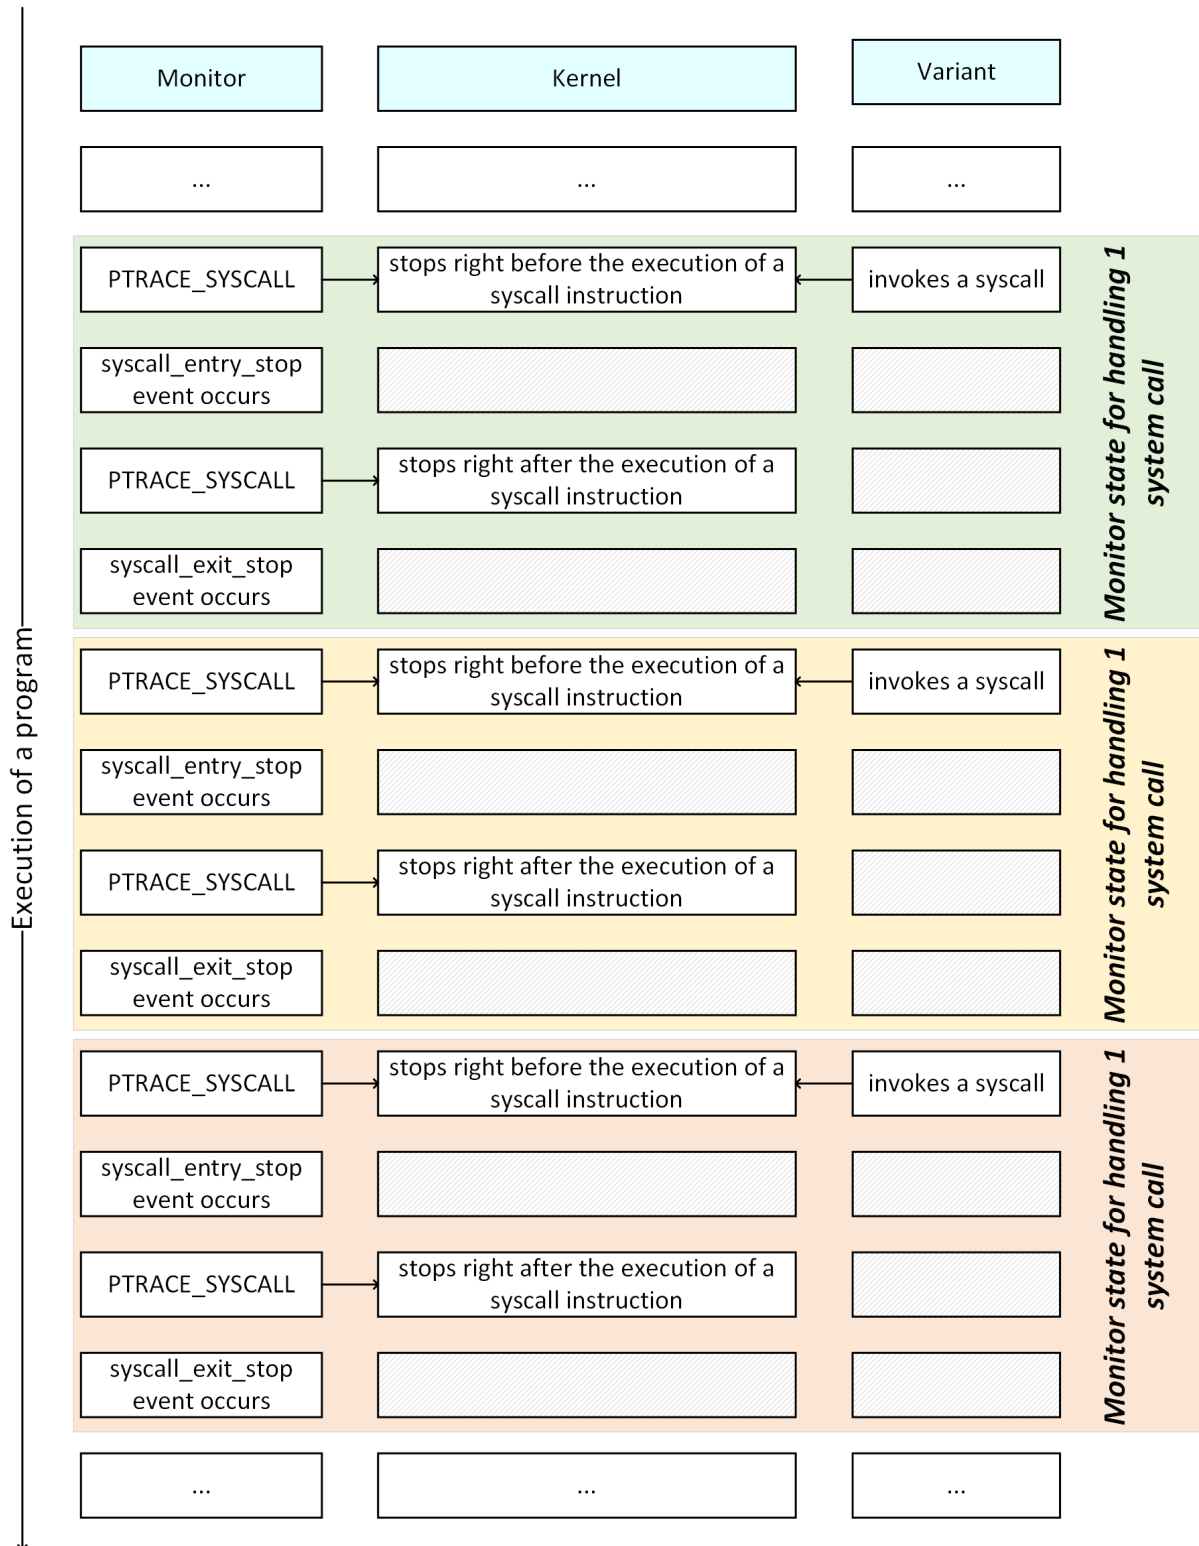 Monitor
Kernel
Variant
...
...
...
PTRACE_SYSCALL
stops right before the execution of a
syscall instruction
invokes a syscall
syscall_entry_stop
event occurs
PTRACE_SYSCALL
stops right after the execution of a
syscall instruction
syscall_exit_stop
event occurs
Monitor state for handling 1
system call
PTRACE_SYSCALL
stops right before the execution of a
syscall instruction
invokes a syscall
syscall_entry_stop
event occurs
PTRACE_SYSCALL
stops right after the execution of a
syscall instruction
syscall_exit_stop
event occurs
Monitor state for handling 1
system call
PTRACE_SYSCALL
stops right before the execution of a
syscall instruction
invokes a syscall
syscall_entry_stop
event occurs
PTRACE_SYSCALL
stops right after the execution of a
syscall instruction
syscall_exit_stop
event occurs
Monitor state for handling 1
system call
...
...
...
Execution of a program